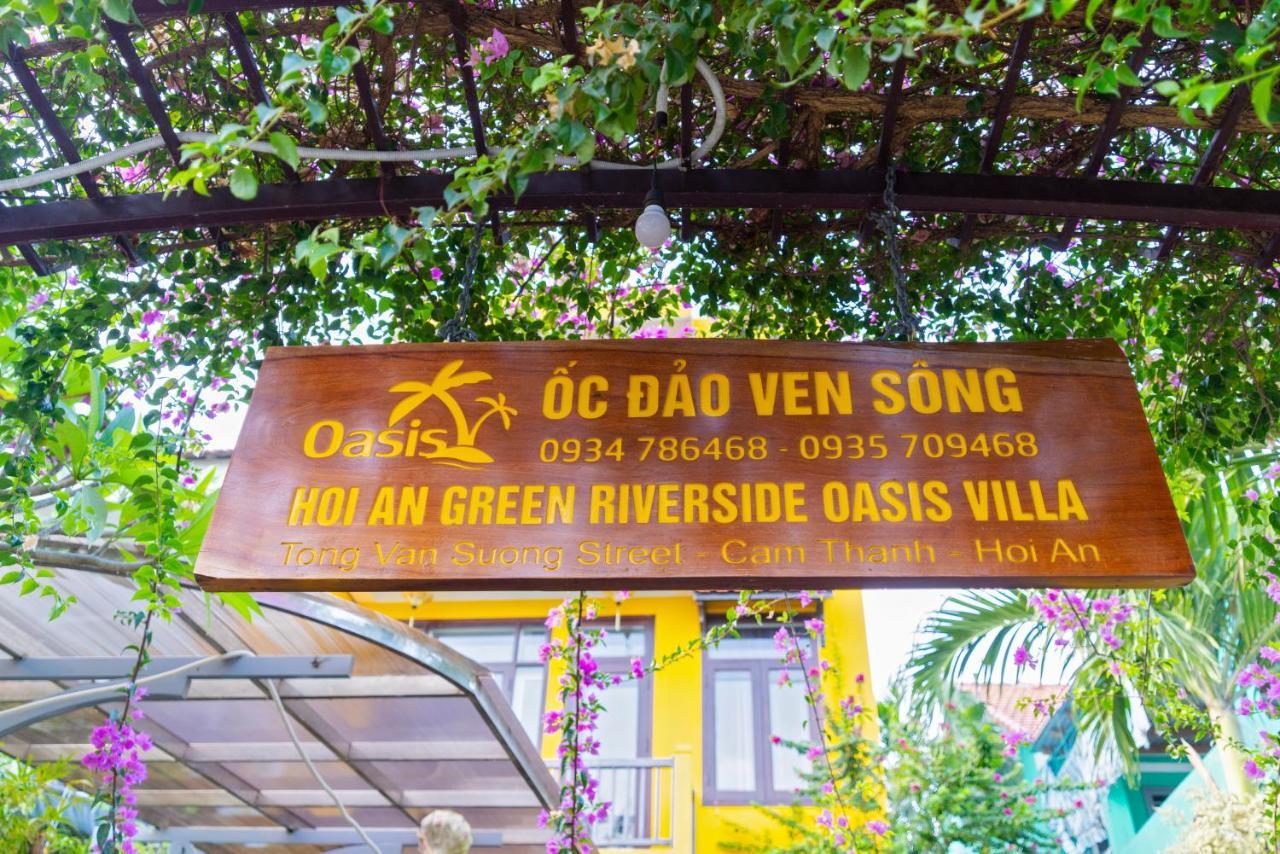 Oasis
ỐC ĐẢO VEN SÔNG
0934 786468 - 0935 709468
HOI AN GREEN RIVERSIDE OASIS VILLA
Tong Van Suong Street - Cam Thanh - Hoi An